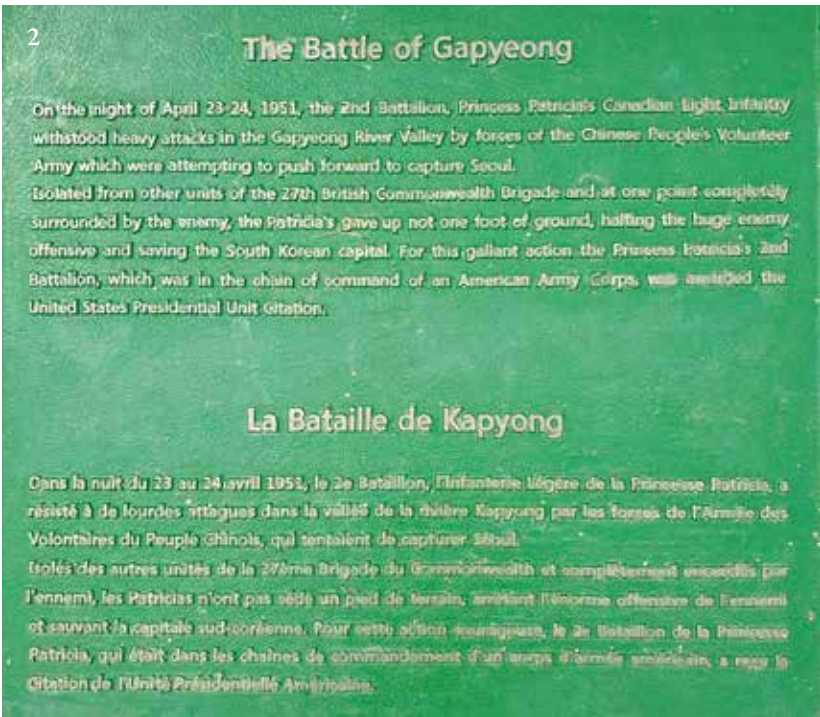 2
The Battle of Gapyeong
On the night of April 23-24, 1951, the 2nd Battalion, Princess Patricia's Canadian Light Infantry
withstood heavy attacks in the Gapyeong River Valley by forces of the Chinese People's Volunteer
Army which were attempting to push forward to capture Seoul.
Isolated from other units of the 27th British Commonwealth Brigade and at one point completely
surrounded by the enemy, the Patricia's gave up not one foot of ground, halting the huge enemy
offensive and saving the South Korean capital. For this gallant action the Princess Patricia's 2nd
Battalion, which was in the chain of command of an American Army Corps, was awarded the
United States Presidential Unit Citation.
La Bataille de Kapyong
Dans la nuit du 23 au 24 avril 1951, le 2e Bataillon, l'Infanterie Légère de la Princesse Patricia, a
résisté à de lourdes attaques dans la vallée de la rivière Kapyong par les forces de l'Armée des
Volontaires du Peuple Chinois, qui tentaient de capturer Séoul.
Isolés des autres unités de la 27ème Brigade du Commonwealth et complètement encerclés par
l'ennemi, les Patricias n'ont pas cédé un pied de terrain, arrêtant l'énorme offensive de l'ennemi
et sauvant la capitale sud-coréenne. Pour cette action courageuse, le 2e Bataillon de la Princesse
Patricia, qui était dans les chaînes de commandement d'un corps d'armée américain, a reçu la
Citation de l'Unité Présidentielle Américaine.